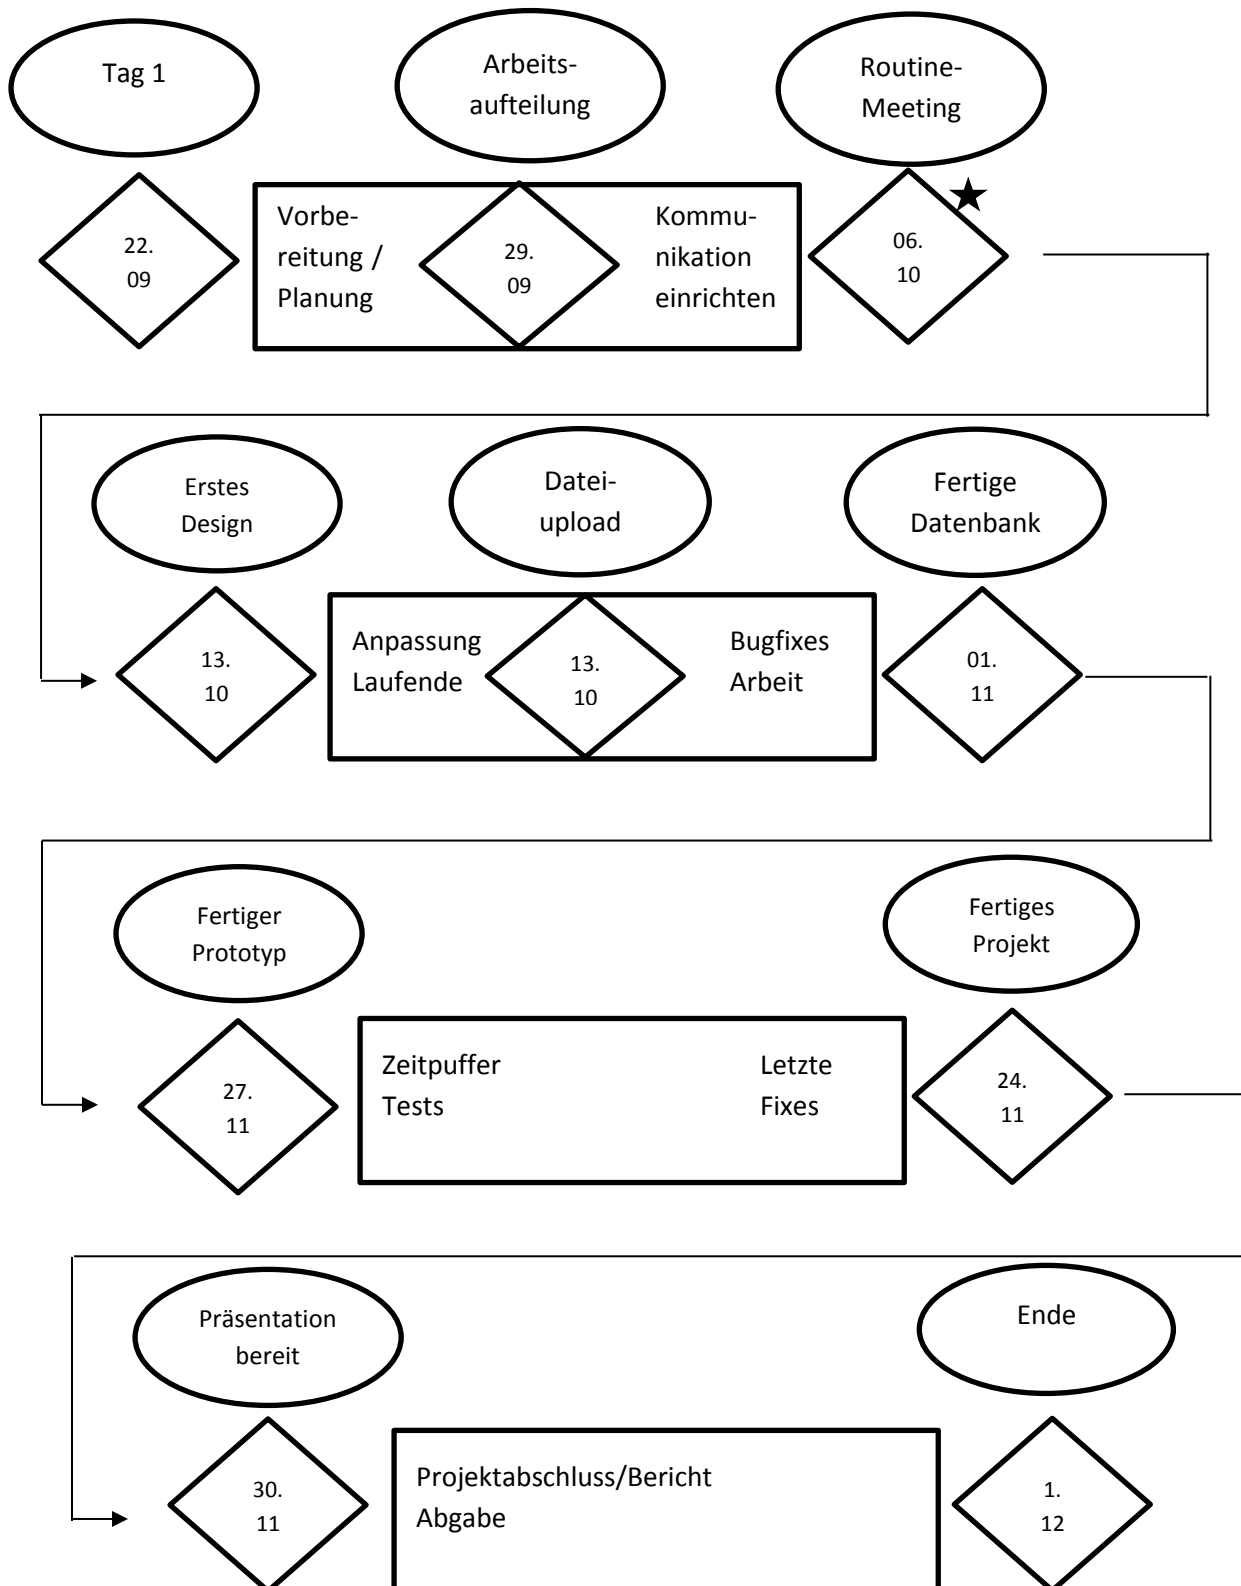 Tag 1
Arbeits-
aufteilung
Routine-
Meeting
22.
09
Vorbe-
reitung /
Planung
29.
09
Kommu-
nikation
einrichten
06.
10
Erstes
Design
Datei-
upload
Fertige
Datenbank
13.
10
Anpassung
Laufende
13.
10
Bugfixes
Arbeit
01.
11
Fertiger
Prototyp
Fertiges
Projekt
27.
11
Zeitpuffer
Tests
Letzte
Fixes
24.
11
Präsentation
bereit
Ende
30.
11
Projektabschluss/Bericht
Abgabe
1.
12